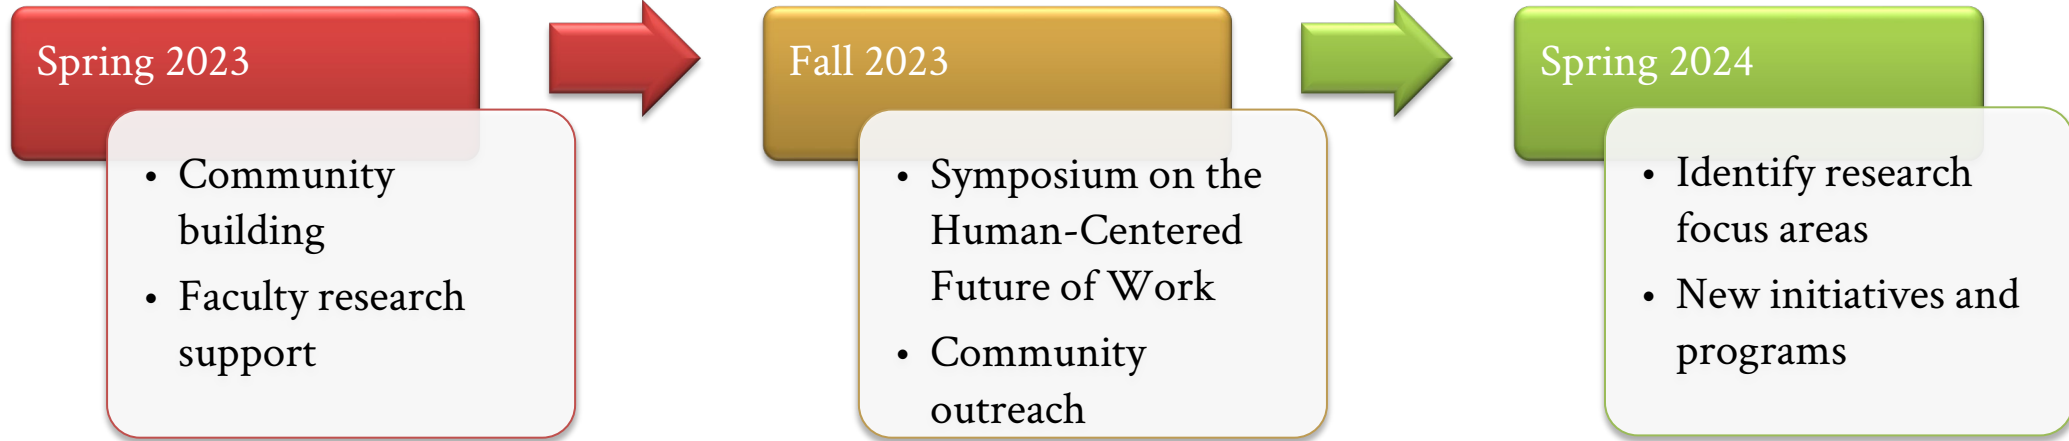 Spring 2023
• Community
building
• Faculty research
support
Fall 2023
• Symposium on the
Human-Centered
Future of Work
• Community
outreach
Spring 2024
• Identify research
focus areas
• New initiatives and
programs